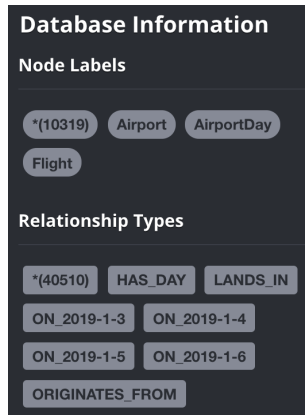 Database Information
Node Labels
*(10319) Airport AirportDay
Flight
Relationship Types
*(40510) HAS_DAY LANDS_IN
ON_2019-1-3 ON_2019-1-4
ON_2019-1-5 ON_2019-1-6
ORIGINATES_FROM